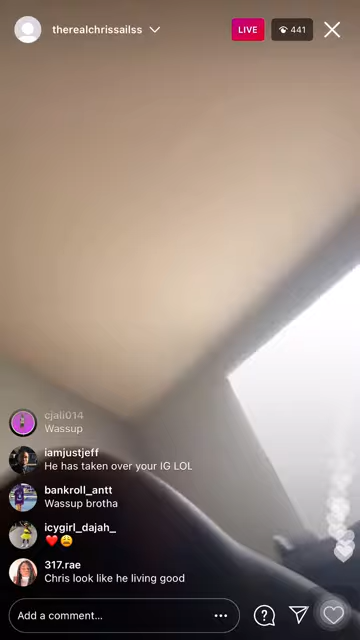 therealchrissailss
LIVE
441
cjali014
Wassup
iamjustjeff
He has taken over your IG LOL
bankroll_antt
Wassup brotha
icygirl_dajah_
❤️😩
317.rae
Chris look like he living good
Add a comment...